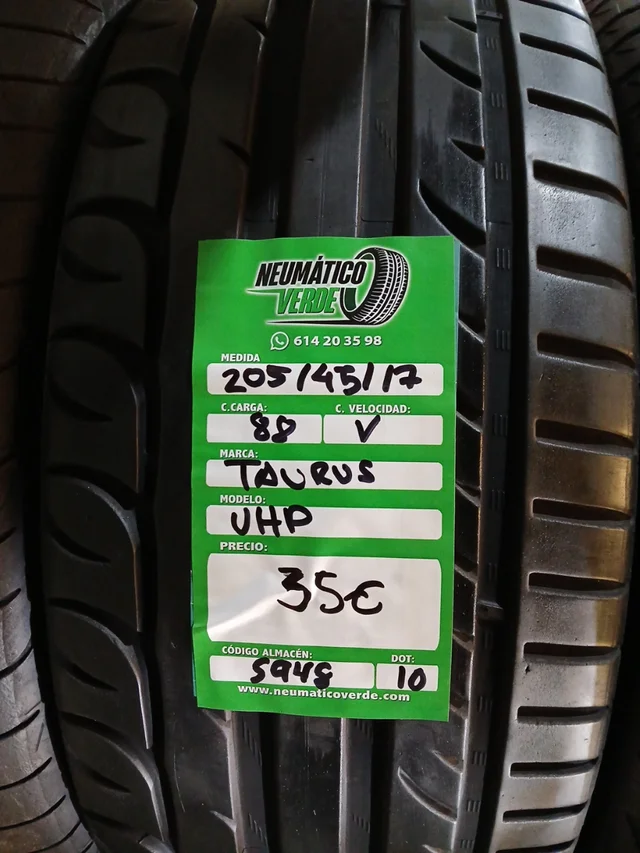 NEUMÁTICO
VERDE
614 20 35 98
MEDIDA
205/45/17
C.CARGA: C. VELOCIDAD:
88 V
MARCA:
TAURUS
MODELO:
UHP
PRECIO:
35€
CÓDIGO ALMACÉN: DOT:
5948 10
www.neumaticoverde.com